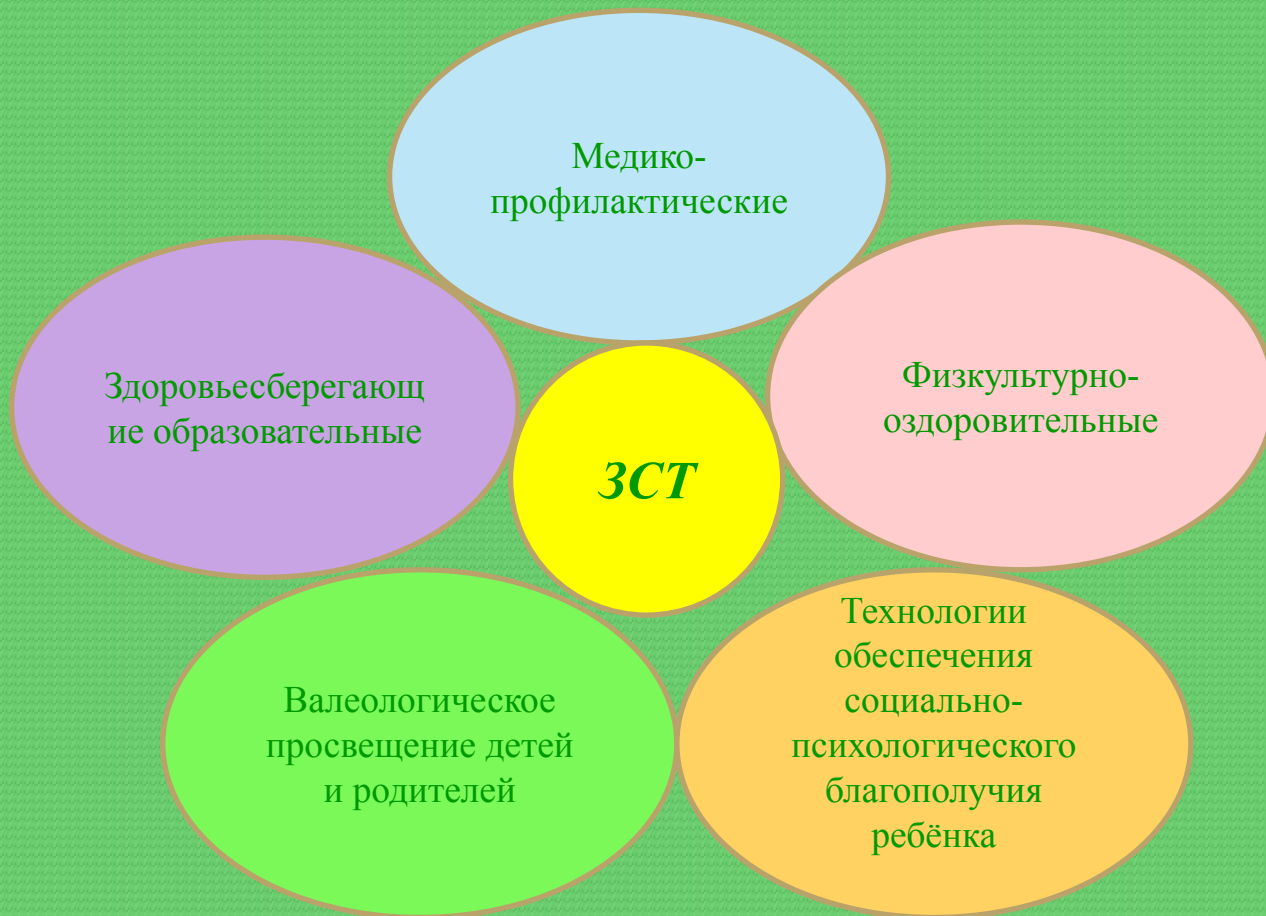 Медико-
профилактические
Здоровьесберегающ
ие образовательные
Физкультурно-
оздоровительные
ЗСТ
Валеологическое
просвещение детей
и родителей
Технологии
обеспечения
социально-
психологического
благополучия
ребёнка